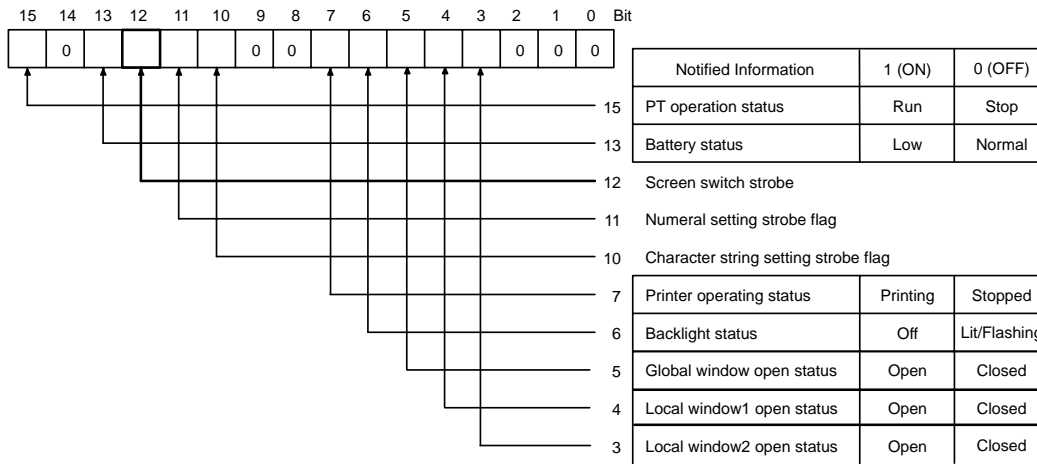 15 14 13 12 11 10 9 8 7 6 5 4 3 2 1 0 Bit
0 0 0 0 0 0
Notified Information 1 (ON) 0 (OFF)
15 PT operation status Run Stop
13 Battery status Low Normal
12 Screen switch strobe
11 Numeral setting strobe flag
10 Character string setting strobe flag
7 Printer operating status Printing Stopped
6 Backlight status Off Lit/Flashing
5 Global window open status Open Closed
4 Local window1 open status Open Closed
3 Local window2 open status Open Closed